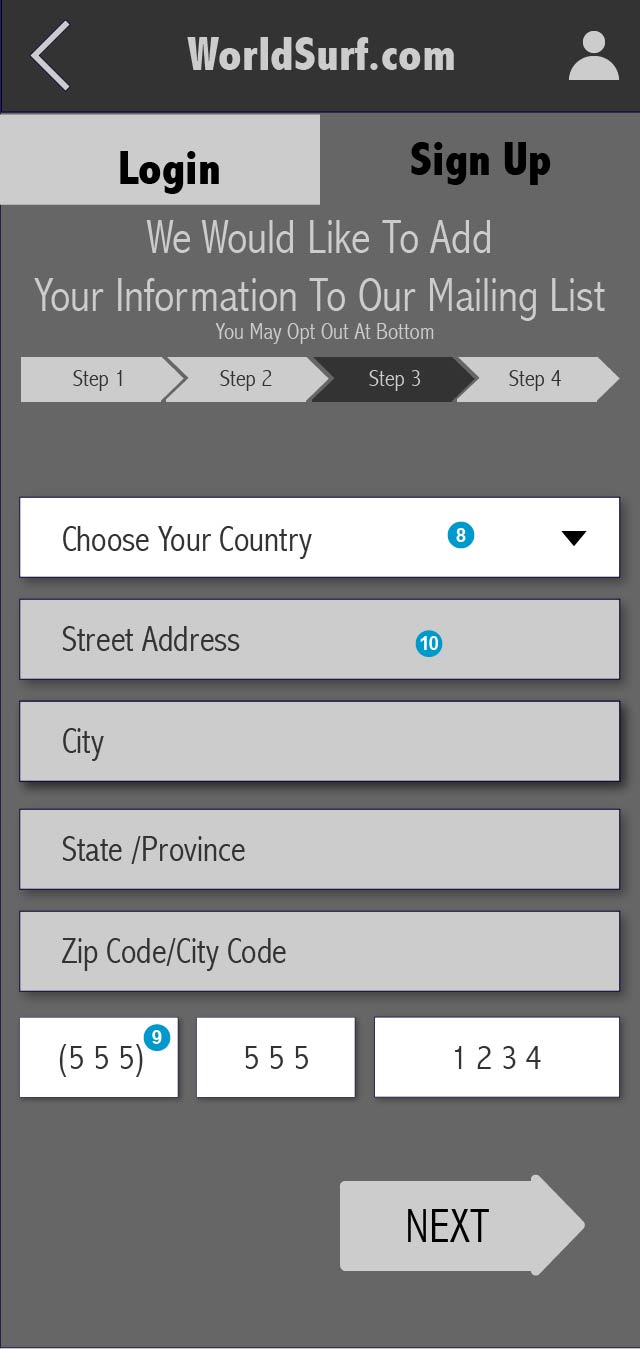 WorldSurf.com
Login
Sign Up
We Would Like To Add
Your Information To Our Mailing List
You May Opt Out At Bottom
Step 1
Step 2
Step 3
Step 4
Choose Your Country
8
Street Address
10
City
State /Province
Zip Code/City Code
(5 5 5)
9
5 5 5
1 2 3 4
NEXT